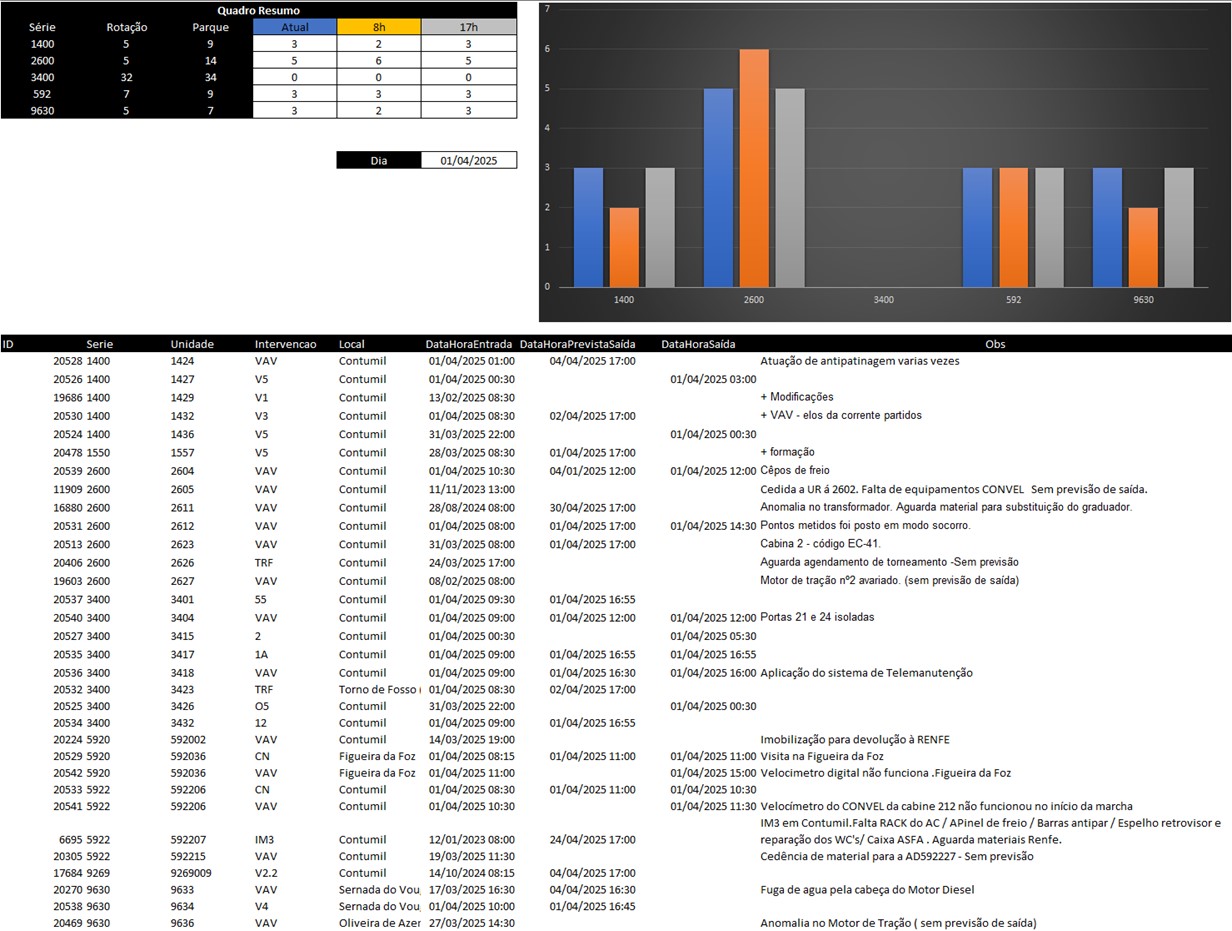 Quadro Resumo
Série Rotação Parque Atual 8h 17h
1400 5 9 3 2 3
2600 5 14 5 6 5
3400 32 34 0 0 0
592 7 9 3 3 3
9630 5 7 3 2 3
Dia 01/04/2025
7
6
5
4
3
2
1
0
1400 2600 3400 592 9630
ID Serie Unidade Intervencao Local DataHoraEntrada DataHoraPrevistaSaída DataHoraSaída Obs
20528 1400 1424 VAV Contumil 01/04/2025 01:00 04/04/2025 17:00 Atuação de antipatinagem varias vezes
20526 1400 1427 V5 Contumil 01/04/2025 00:30 01/04/2025 03:00
19686 1400 1429 V1 Contumil 13/02/2025 08:30 + Modificações
20530 1400 1432 V3 Contumil 01/04/2025 08:30 02/04/2025 17:00 + VAV - elos da corrente partidos
20524 1400 1436 V5 Contumil 31/03/2025 22:00 01/04/2025 00:30
20478 1550 1557 V5 Contumil 28/03/2025 08:30 01/04/2025 17:00 + formação
20539 2600 2604 VAV Contumil 01/04/2025 10:30 04/01/2025 12:00 01/04/2025 12:00 Cêpos de freio
11909 2600 2605 VAV Contumil 11/11/2023 13:00 Cedida a UR á 2602. Falta de equipamentos CONVEL Sem previsão de saída.
16880 2600 2611 VAV Contumil 28/08/2024 08:00 30/04/2025 17:00 Anomalia no transformador. Aguarda material para substituição do graduador.
20531 2600 2612 VAV Contumil 01/04/2025 08:00 01/04/2025 17:00 01/04/2025 14:30 Pontos metidos foi posto em modo socorro.
20513 2600 2623 VAV Contumil 31/03/2025 08:00 01/04/2025 17:00 Cabina 2 - código EC-41.
20406 2600 2626 TRF Contumil 24/03/2025 17:00 Aguarda agendamento de torneamento -Sem previsão
19603 2600 2627 VAV Contumil 08/02/2025 08:00 Motor de tração nº2 avariado. (sem previsão de saída)
20537 3400 3401 55 Contumil 01/04/2025 09:30 01/04/2025 16:55
20540 3400 3404 VAV Contumil 01/04/2025 09:00 01/04/2025 12:00 01/04/2025 12:00 Portas 21 e 24 isoladas
20527 3400 3415 2 Contumil 01/04/2025 00:30 01/04/2025 05:30
20535 3400 3417 1A Contumil 01/04/2025 09:00 01/04/2025 16:55 01/04/2025 16:55
20536 3400 3418 VAV Contumil 01/04/2025 09:00 01/04/2025 16:30 01/04/2025 16:00 Aplicação do sistema de Telemanutenção
20532 3400 3423 TRF Torno de Fosso ( 01/04/2025 08:30 02/04/2025 17:00
20525 3400 3426 O5 Contumil 31/03/2025 22:00 01/04/2025 00:30
20534 3400 3432 12 Contumil 01/04/2025 09:00 01/04/2025 16:55
20224 5920 592002 VAV Contumil 14/03/2025 19:00 Imobilização para devolução à RENFE
20529 5920 592036 CN Figueira da Foz 01/04/2025 08:15 01/04/2025 11:00 01/04/2025 11:00 Visita na Figueira da Foz
20542 5920 592036 VAV Figueira da Foz 01/04/2025 11:00 01/04/2025 15:00 Velocimetro digital não funciona .Figueira da Foz
20533 5922 592206 CN Contumil 01/04/2025 08:30 01/04/2025 11:00 01/04/2025 10:30
20541 5922 592206 VAV Contumil 01/04/2025 10:30 01/04/2025 11:30 Velocímetro do CONVEL da cabine 212 não funcionou no início da marcha
IM3 em Contumil.Falta RACK do AC / APinel de freio / Barras antipar / Espelho retrovisor e
6695 5922 592207 IM3 Contumil 12/01/2023 08:00 24/04/2025 17:00 reparação dos WC's/ Caixa ASFA . Aguarda materiais Renfe.
20305 5922 592215 VAV Contumil 19/03/2025 11:30 Cedência de material para a AD592227 - Sem previsão
17684 9269 9269009 V2.2 Contumil 14/10/2024 08:15 04/04/2025 17:00
20270 9630 9633 VAV Sernada do Vou 17/03/2025 16:30 04/04/2025 16:30 Fuga de agua pela cabeça do Motor Diesel
20538 9630 9634 V4 Sernada do Vou 01/04/2025 10:00 01/04/2025 16:45
20469 9630 9636 VAV Oliveira de Azer 27/03/2025 14:30 Anomalia no Motor de Tração ( sem previsão de saída)